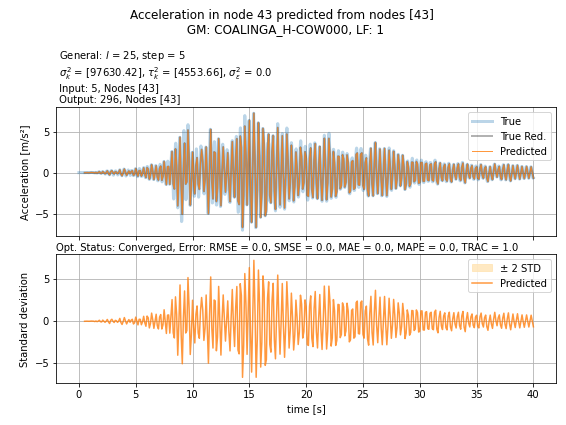 Acceleration in node 43 predicted from nodes [43]
GM: COALINGA_H-COW000, LF: 1
General: l = 25, step = 5
σ²ₖ = [97630.42], τ²ₖ = [4553.66], σ²ε = 0.0
Input: 5, Nodes [43]
Output: 296, Nodes [43]
Acceleration [m/s²]
5
0
−5
True
True Red.
Predicted
Opt. Status: Converged, Error: RMSE = 0.0, SMSE = 0.0, MAE = 0.0, MAPE = 0.0, TRAC = 1.0
Standard deviation
5
0
−5
± 2 STD
Predicted
0 5 10 15 20 25 30 35 40
time [s]